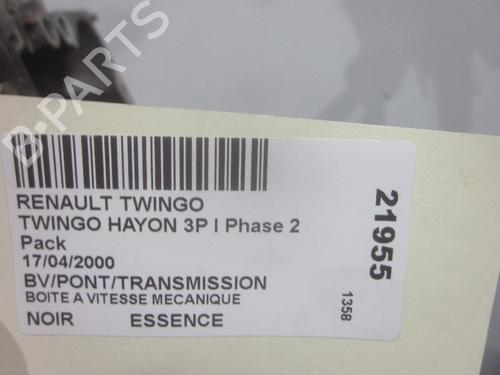 B-PARTS
RENAULT TWINGO
TWINGO HAYON 3P I Phase 2
Pack
17/04/2000
BV/PONT/TRANSMISSION
BOITE A VITESSE MECANIQUE
NOIR ESSENCE
21955
1358